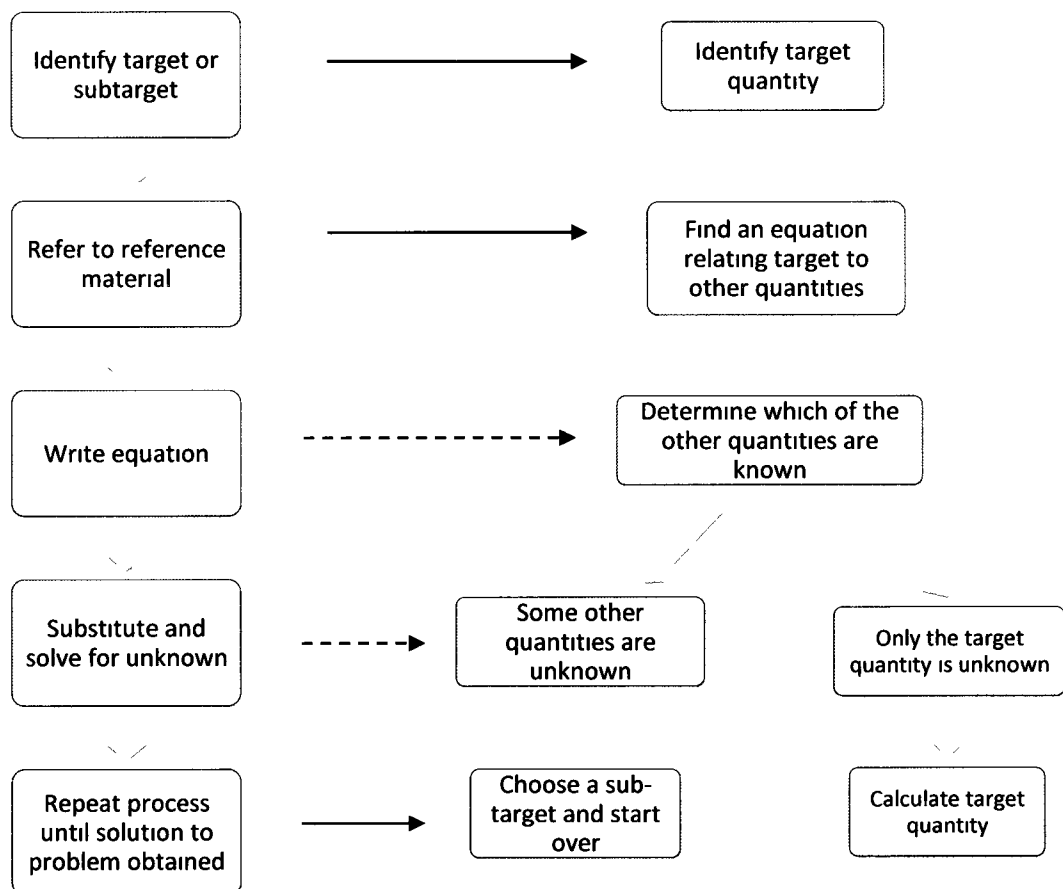 Identify target or
subtarget
Identify target
quantity
Refer to reference
material
Find an equation
relating target to
other quantities
Write equation
Determine which of the
other quantities are
known
Substitute and
solve for unknown
Some other
quantities are
unknown
Only the target
quantity is unknown
Repeat process
until solution to
problem obtained
Choose a sub-
target and start
over
Calculate target
quantity